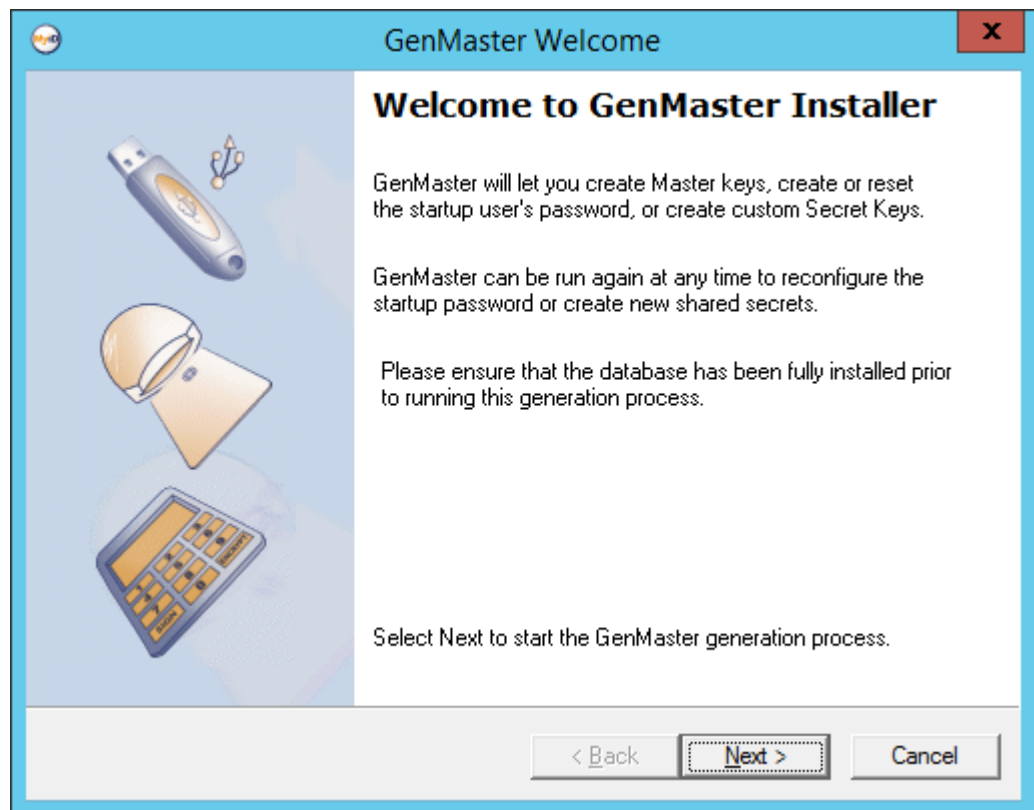 MyID
GenMaster Welcome
x
Welcome to GenMaster Installer
GenMaster will let you create Master keys, create or reset
the startup user's password, or create custom Secret Keys.
GenMaster can be run again at any time to reconfigure the
startup password or create new shared secrets.
Please ensure that the database has been fully installed prior
to running this generation process.
ENCRYPT
SIGN
Select Next to start the GenMaster generation process.
< Back
Next >
Cancel